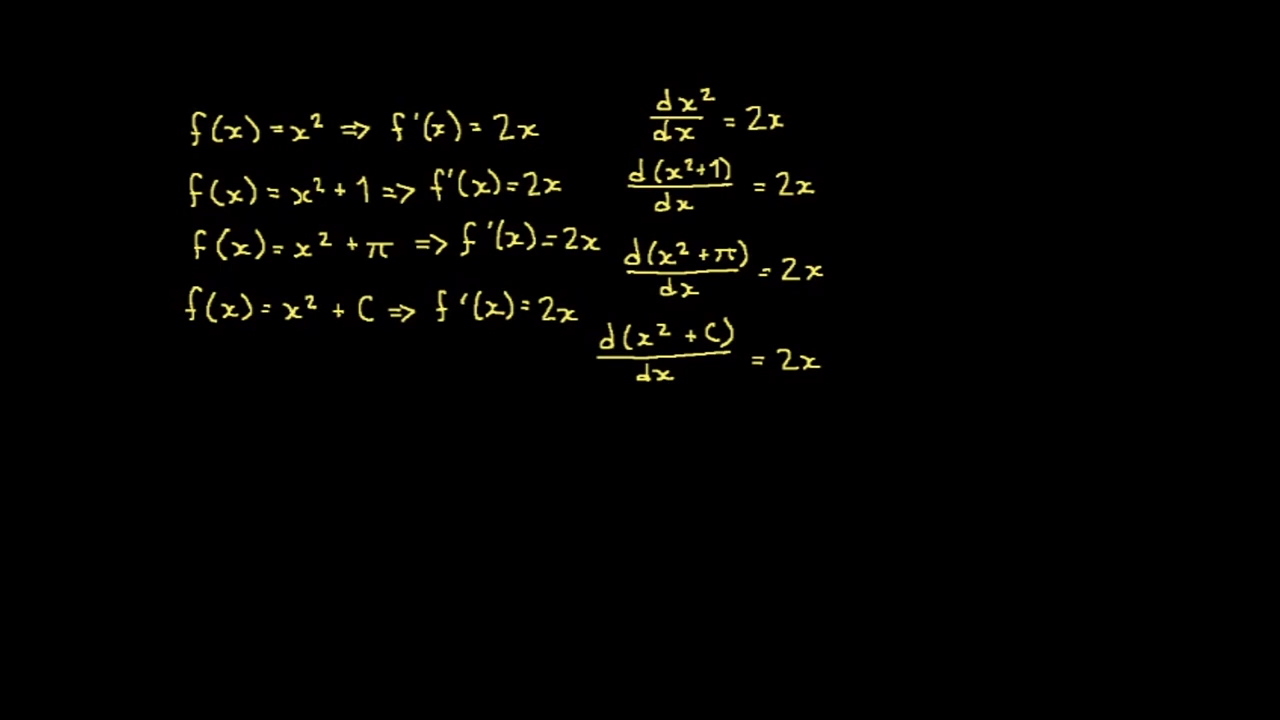 f(x) = x² => f'(x) = 2x
f(x) = x² + 1 => f'(x) = 2x
f(x) = x² + π => f'(x) = 2x
f(x) = x² + C => f'(x) = 2x
dx²/dx = 2x
d(x²+1)/dx = 2x
d(x²+π)/dx = 2x
d(x² + C)/dx = 2x